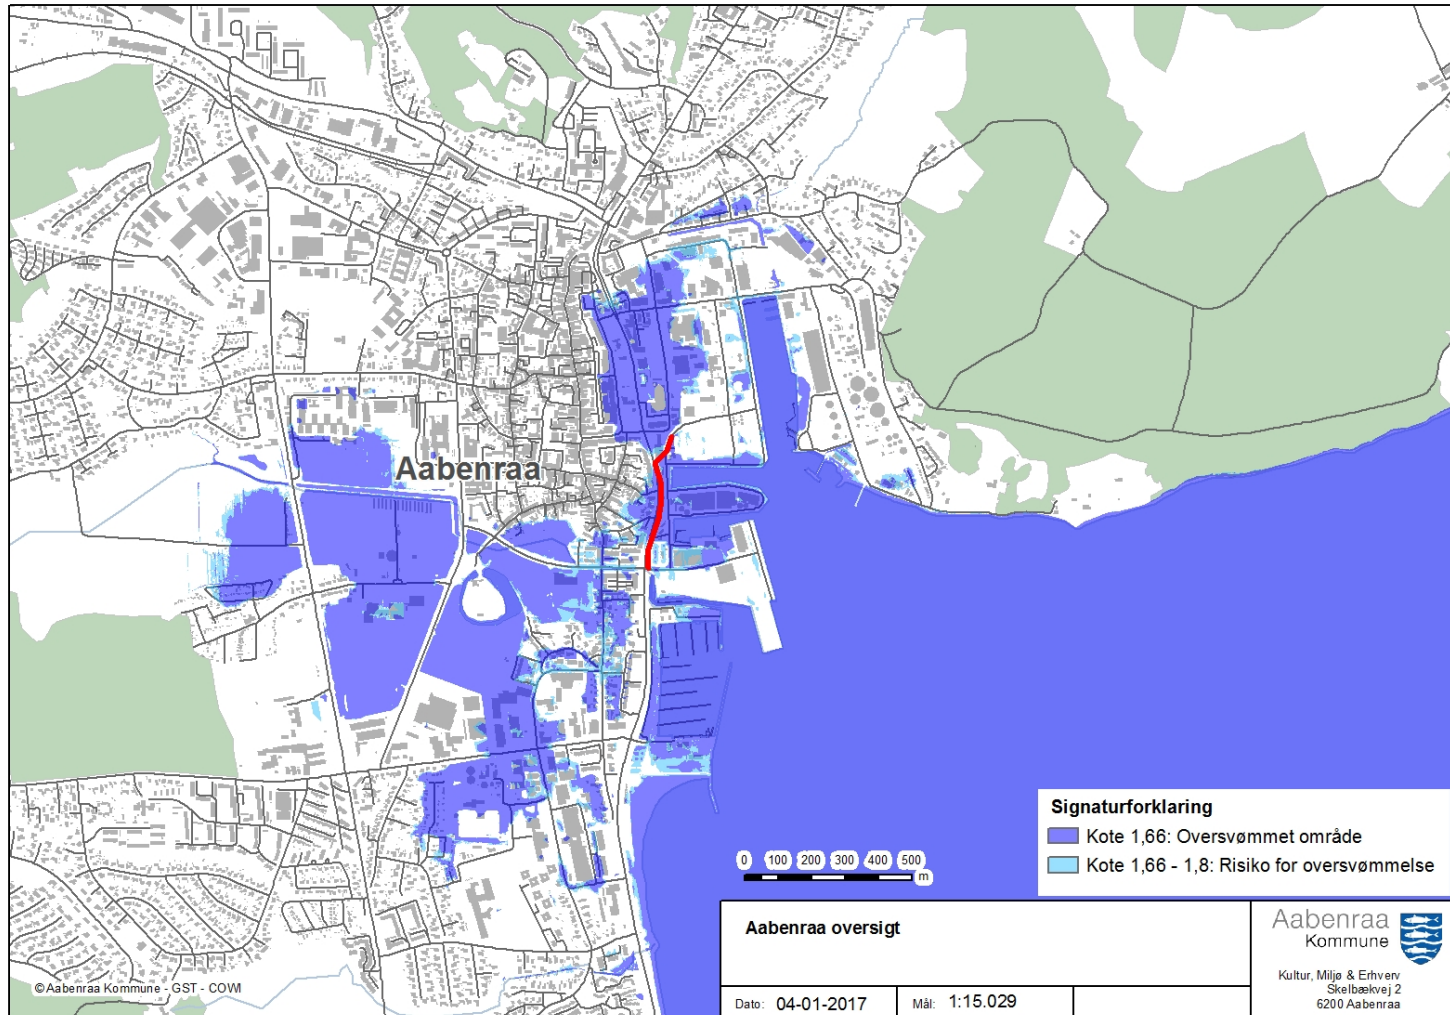 Aabenraa
Signaturforklaring
Kote 1,66: Oversvømmet område
Kote 1,66 - 1,8: Risiko for oversvømmelse
0 100 200 300 400 500
m
Aabenraa oversigt
Dato: 04-01-2017
Mål: 1:15.029
Aabenraa
Kommune
Kultur, Miljø & Erhverv
Skelbækvej 2
6200 Aabenraa
©Aabenraa Kommune - GST - COWI